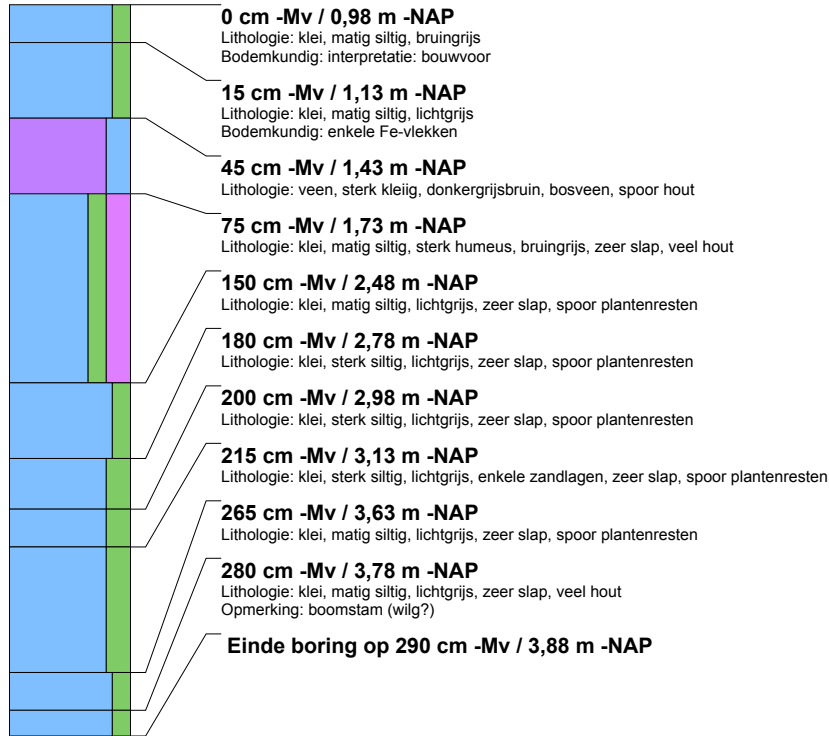 0 cm -Mv / 0,98 m -NAP
Lithologie: klei, matig siltig, bruingrijs
Bodemkundig: interpretatie: bouwvoor
15 cm -Mv / 1,13 m -NAP
Lithologie: klei, matig siltig, lichtgrijs
Bodemkundig: enkele Fe-vlekken
45 cm -Mv / 1,43 m -NAP
Lithologie: veen, sterk kleiig, donkergrijsbruin, bosveen, spoor hout
75 cm -Mv / 1,73 m -NAP
Lithologie: klei, matig siltig, sterk humeus, bruingrijs, zeer slap, veel hout
150 cm -Mv / 2,48 m -NAP
Lithologie: klei, matig siltig, lichtgrijs, zeer slap, spoor plantenresten
180 cm -Mv / 2,78 m -NAP
Lithologie: klei, sterk siltig, lichtgrijs, zeer slap, spoor plantenresten
200 cm -Mv / 2,98 m -NAP
Lithologie: klei, sterk siltig, lichtgrijs, zeer slap, spoor plantenresten
215 cm -Mv / 3,13 m -NAP
Lithologie: klei, sterk siltig, lichtgrijs, enkele zandlagen, zeer slap, spoor plantenresten
265 cm -Mv / 3,63 m -NAP
Lithologie: klei, matig siltig, lichtgrijs, zeer slap, spoor plantenresten
280 cm -Mv / 3,78 m -NAP
Lithologie: klei, matig siltig, lichtgrijs, zeer slap, veel hout
Opmerking: boomstam (wilg?)
Einde boring op 290 cm -Mv / 3,88 m -NAP